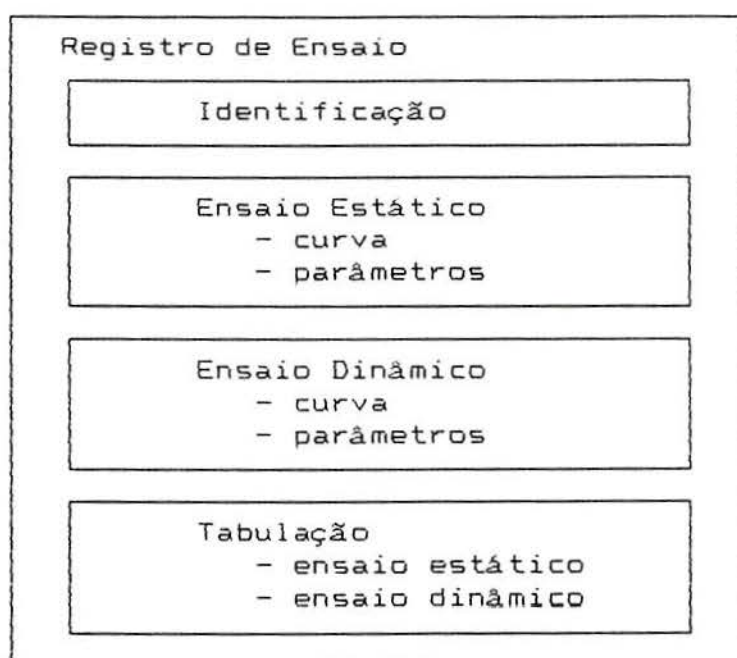 Registro de Ensaio
Identificação
Ensaio Estático
- curva
- parâmetros
Ensaio Dinâmico
- curva
- parâmetros
Tabulação
- ensaio estático
- ensaio dinâmico